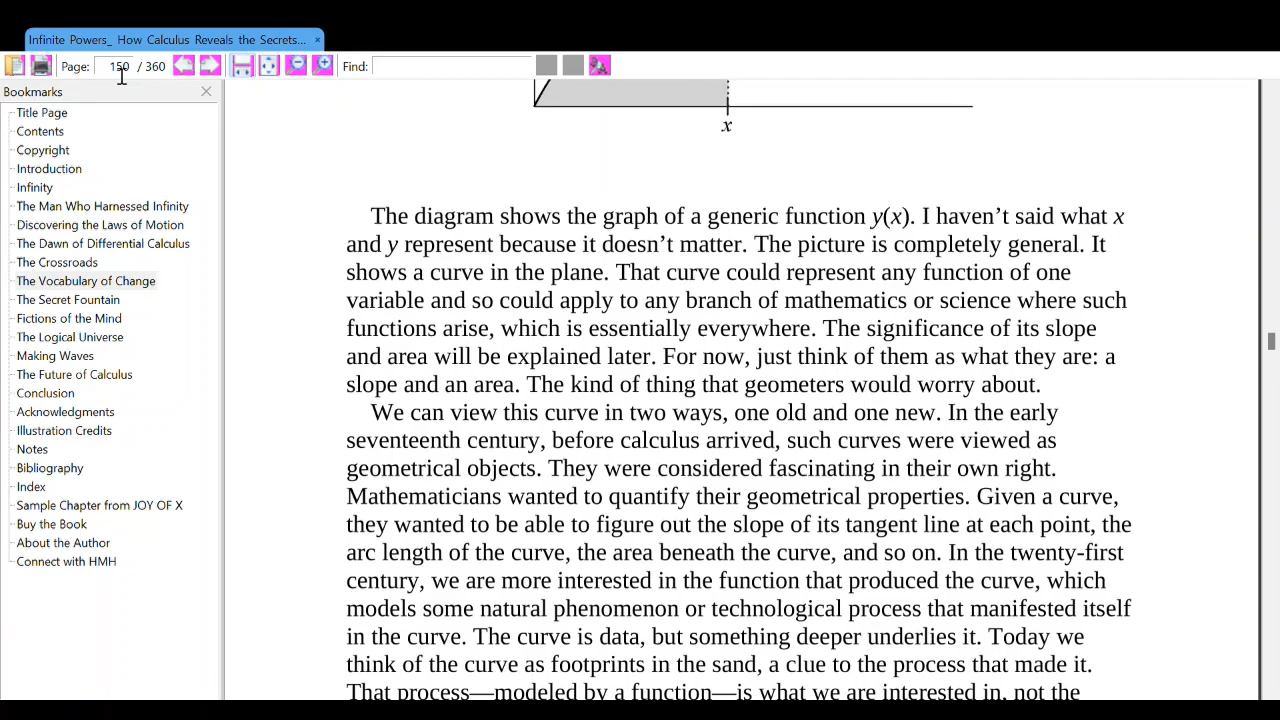 Infinite Powers_ How Calculus Reveals the Secrets... ×
Page: 150 / 360 Find:
Bookmarks
Title Page
Contents
Copyright
Introduction
Infinity
The Man Who Harnessed Infinity
Discovering the Laws of Motion
The Dawn of Differential Calculus
The Crossroads
The Vocabulary of Change
The Secret Fountain
Fictions of the Mind
The Logical Universe
Making Waves
The Future of Calculus
Conclusion
Acknowledgments
Illustration Credits
Notes
Bibliography
Index
Sample Chapter from JOY OF X
Buy the Book
About the Author
Connect with HMH
x
The diagram shows the graph of a generic function y(x). I haven’t said what x
and y represent because it doesn’t matter. The picture is completely general. It
shows a curve in the plane. That curve could represent any function of one
variable and so could apply to any branch of mathematics or science where such
functions arise, which is essentially everywhere. The significance of its slope
and area will be explained later. For now, just think of them as what they are: a
slope and an area. The kind of thing that geometers would worry about.
We can view this curve in two ways, one old and one new. In the early
seventeenth century, before calculus arrived, such curves were viewed as
geometrical objects. They were considered fascinating in their own right.
Mathematicians wanted to quantify their geometrical properties. Given a curve,
they wanted to be able to figure out the slope of its tangent line at each point, the
arc length of the curve, the area beneath the curve, and so on. In the twenty-first
century, we are more interested in the function that produced the curve, which
models some natural phenomenon or technological process that manifested itself
in the curve. The curve is data, but something deeper underlies it. Today we
think of the curve as footprints in the sand, a clue to the process that made it.
That process—modeled by a function—is what we are interested in, not the